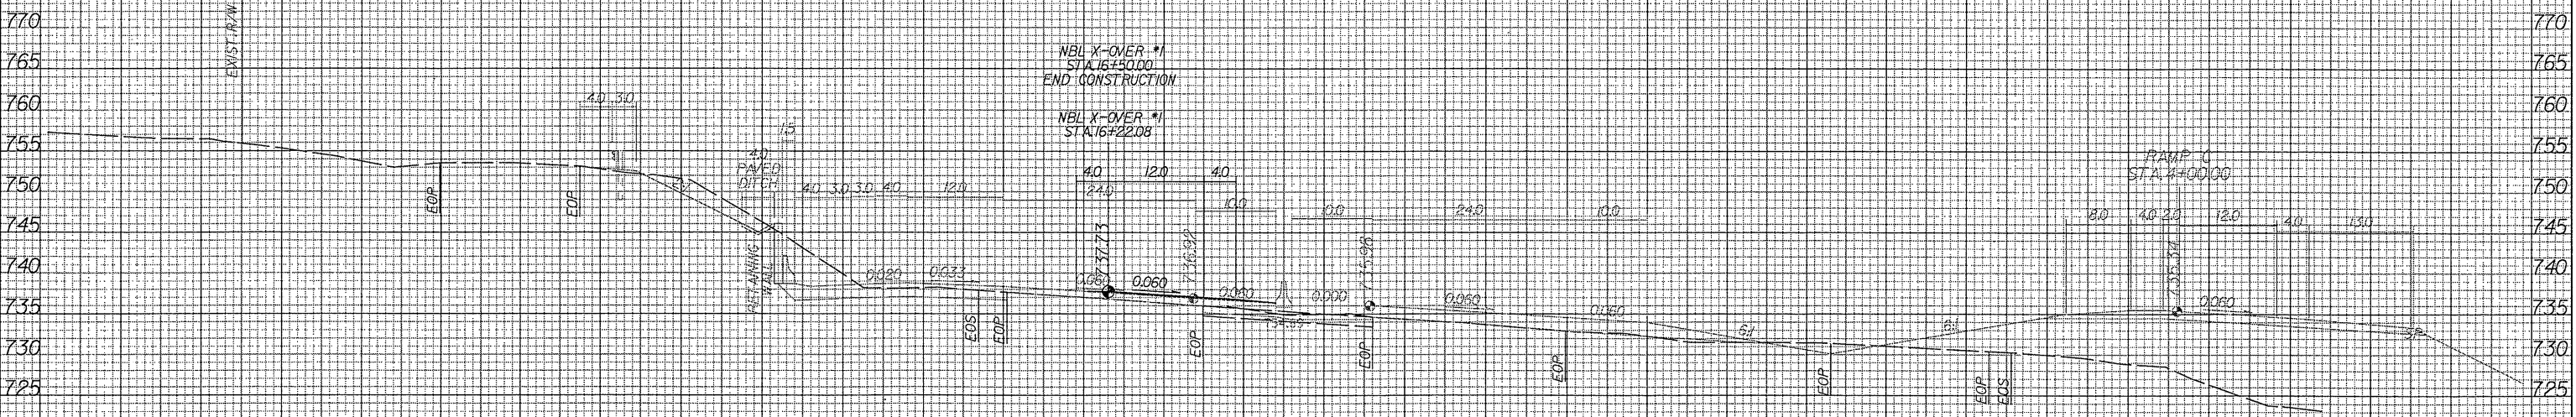 770
765
760
755
750
745
740
735
730
725
EXIST. R/W
NBL X-OVER #1
STA. 16+50.00
END CONSTRUCTION
NBL X-OVER #1
STA. 16+22.08
4.0 3.0
1.5
4.0
PAVED
DITCH
4.0 3.0 3.0 4.0 12.0
4.0 12.0 4.0
24.0
10.0
10.0 24.0 10.0
RAMP C
STA. 4+00.00
8.0 4.0 2.0 12.0 4.0 13.0
EOP
EOP
RETAINING
WALL
0.020 0.033
737.73
736.92
735.98
735.34
0.060 0.060 0.060 0.000 0.060 0.060
6:1
6:1
0.060
EOS
EOP
EOP
EOP
EOP
EOP
EOP
EOS
770
765
760
755
750
745
740
735
730
725